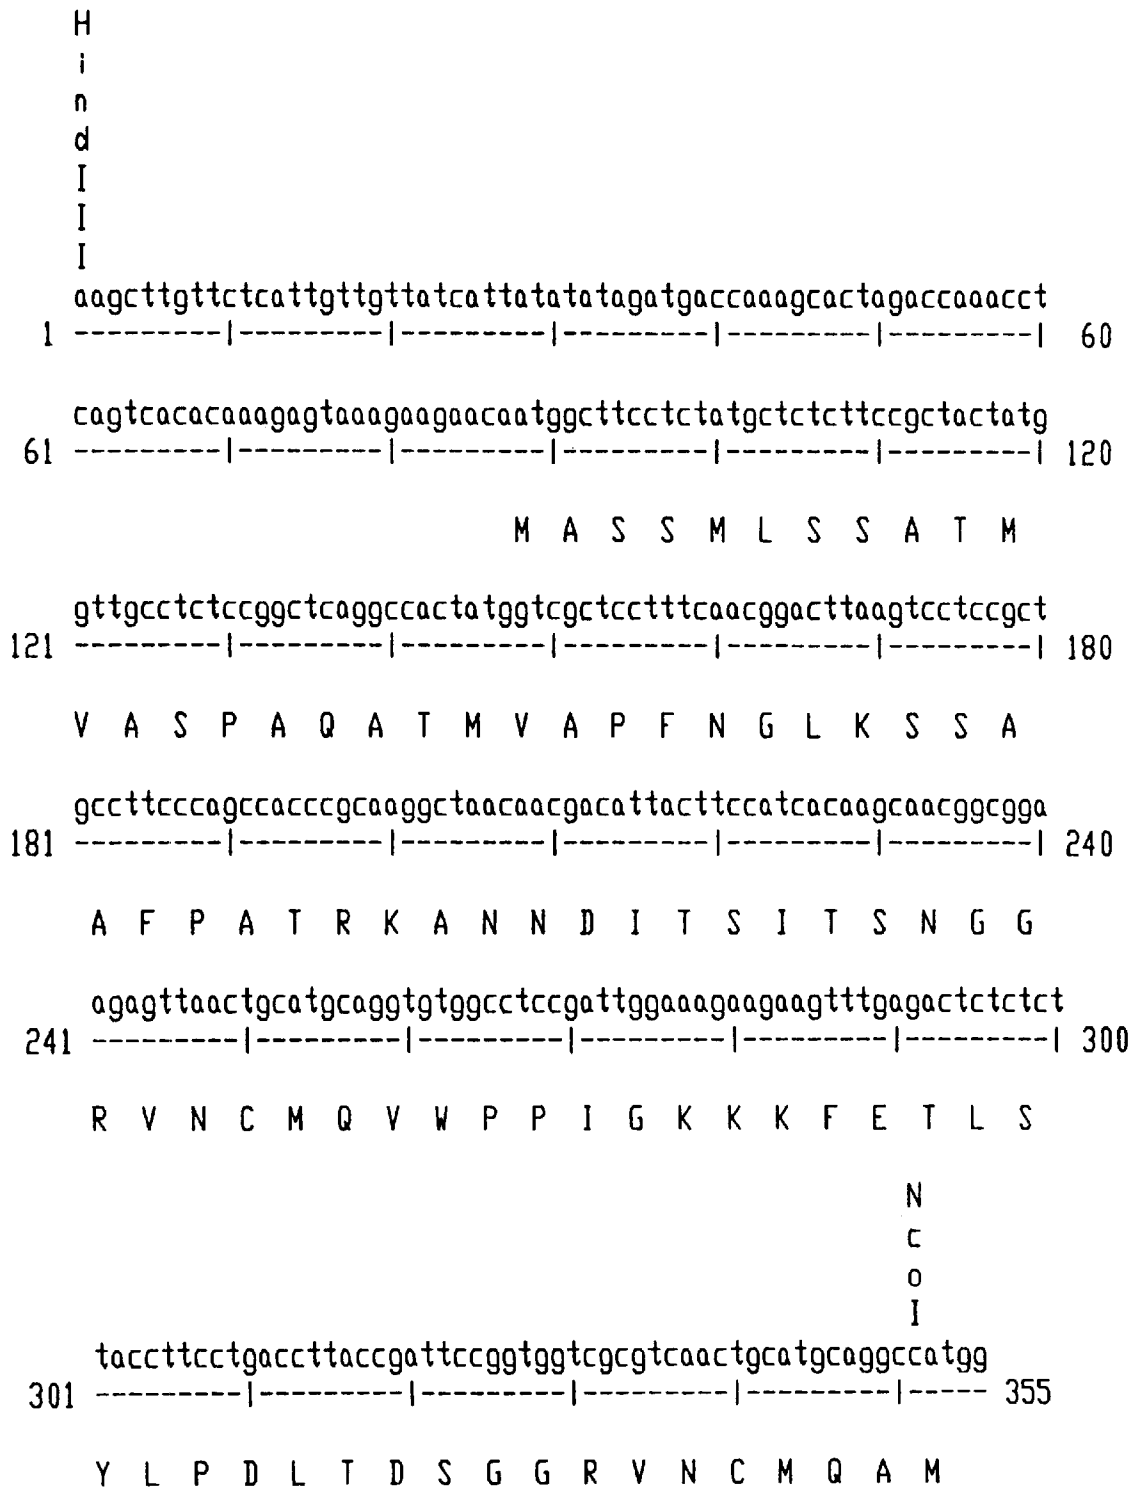 H
i
n
d
I
I
I
aagcttgttctcattgttgttatcattatatatagatgaccaaagcactagaccaaacct
1 ---------|---------|---------|---------|---------|---------| 60
cagtcacacaaagagtaaagaagaacaatggcttcctctatgctctcttccgctactatg
61 ---------|---------|---------|---------|---------|---------| 120
M A S S M L S S A T M
gttgcctctccggctcaggccactatggtcgctcctttcaacggacttaagtcctccgct
121 ---------|---------|---------|---------|---------|---------| 180
V A S P A Q A T M V A P F N G L K S S A
gccttcccagccacccgcaaggctaacaacgacattacttccatcacaagcaacggcgga
181 ---------|---------|---------|---------|---------|---------| 240
A F P A T R K A N N D I T S I T S N G G
agagttaactgcatgcaggtgtggcctccgattggaaagaagaagtttgagactctctct
241 ---------|---------|---------|---------|---------|---------| 300
R V N C M Q V W P P I G K K K F E T L S
N
c
o
I
taccttcctgaccttaccgattccggtggtcgcgtcaactgcatgcaggccatgg
301 ---------|---------|---------|---------|---------|----- 355
Y L P D L T D S G G R V N C M Q A M